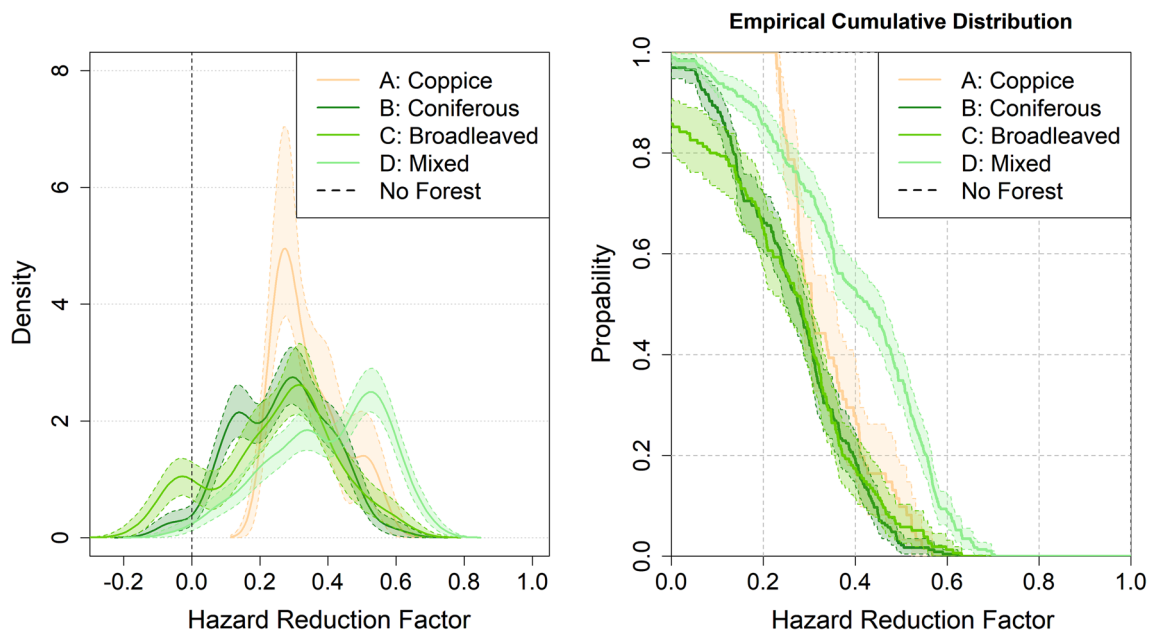 8
6
4
2
0
Density
-0.2
0.0
0.2
0.4
0.6
0.8
1.0
Hazard Reduction Factor
A: Coppice
B: Coniferous
C: Broadleaved
D: Mixed
No Forest
Empirical Cumulative Distribution
1.0
0.8
0.6
0.4
0.2
0.0
Propability
0.0
0.2
0.4
0.6
0.8
1.0
Hazard Reduction Factor
A: Coppice
B: Coniferous
C: Broadleaved
D: Mixed
No Forest